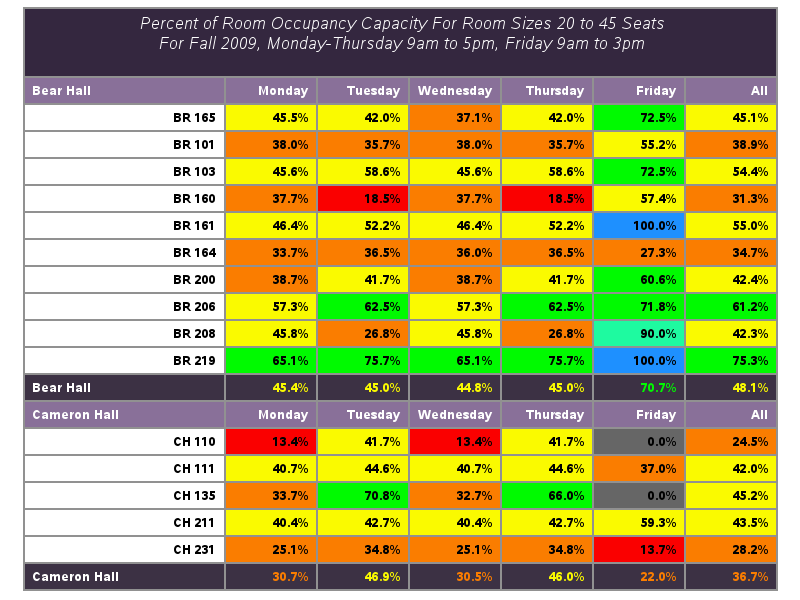 Percent of Room Occupancy Capacity For Room Sizes 20 to 45 Seats
For Fall 2009, Monday-Thursday 9am to 5pm, Friday 9am to 3pm
Bear Hall Monday Tuesday Wednesday Thursday Friday All
BR 165 45.5% 42.0% 37.1% 42.0% 72.5% 45.1%
BR 101 38.0% 35.7% 38.0% 35.7% 55.2% 38.9%
BR 103 45.6% 58.6% 45.6% 58.6% 72.5% 54.4%
BR 160 37.7% 18.5% 37.7% 18.5% 57.4% 31.3%
BR 161 46.4% 52.2% 46.4% 52.2% 100.0% 55.0%
BR 164 33.7% 36.5% 36.0% 36.5% 27.3% 34.7%
BR 200 38.7% 41.7% 38.7% 41.7% 60.6% 42.4%
BR 206 57.3% 62.5% 57.3% 62.5% 71.8% 61.2%
BR 208 45.8% 26.8% 45.8% 26.8% 90.0% 42.3%
BR 219 65.1% 75.7% 65.1% 75.7% 100.0% 75.3%
Bear Hall 45.4% 45.0% 44.8% 45.0% 70.7% 48.1%
Cameron Hall Monday Tuesday Wednesday Thursday Friday All
CH 110 13.4% 41.7% 13.4% 41.7% 0.0% 24.5%
CH 111 40.7% 44.6% 40.7% 44.6% 37.0% 42.0%
CH 135 33.7% 70.8% 32.7% 66.0% 0.0% 45.2%
CH 211 40.4% 42.7% 40.4% 42.7% 59.3% 43.5%
CH 231 25.1% 34.8% 25.1% 34.8% 13.7% 28.2%
Cameron Hall 30.7% 46.9% 30.5% 46.0% 22.0% 36.7%